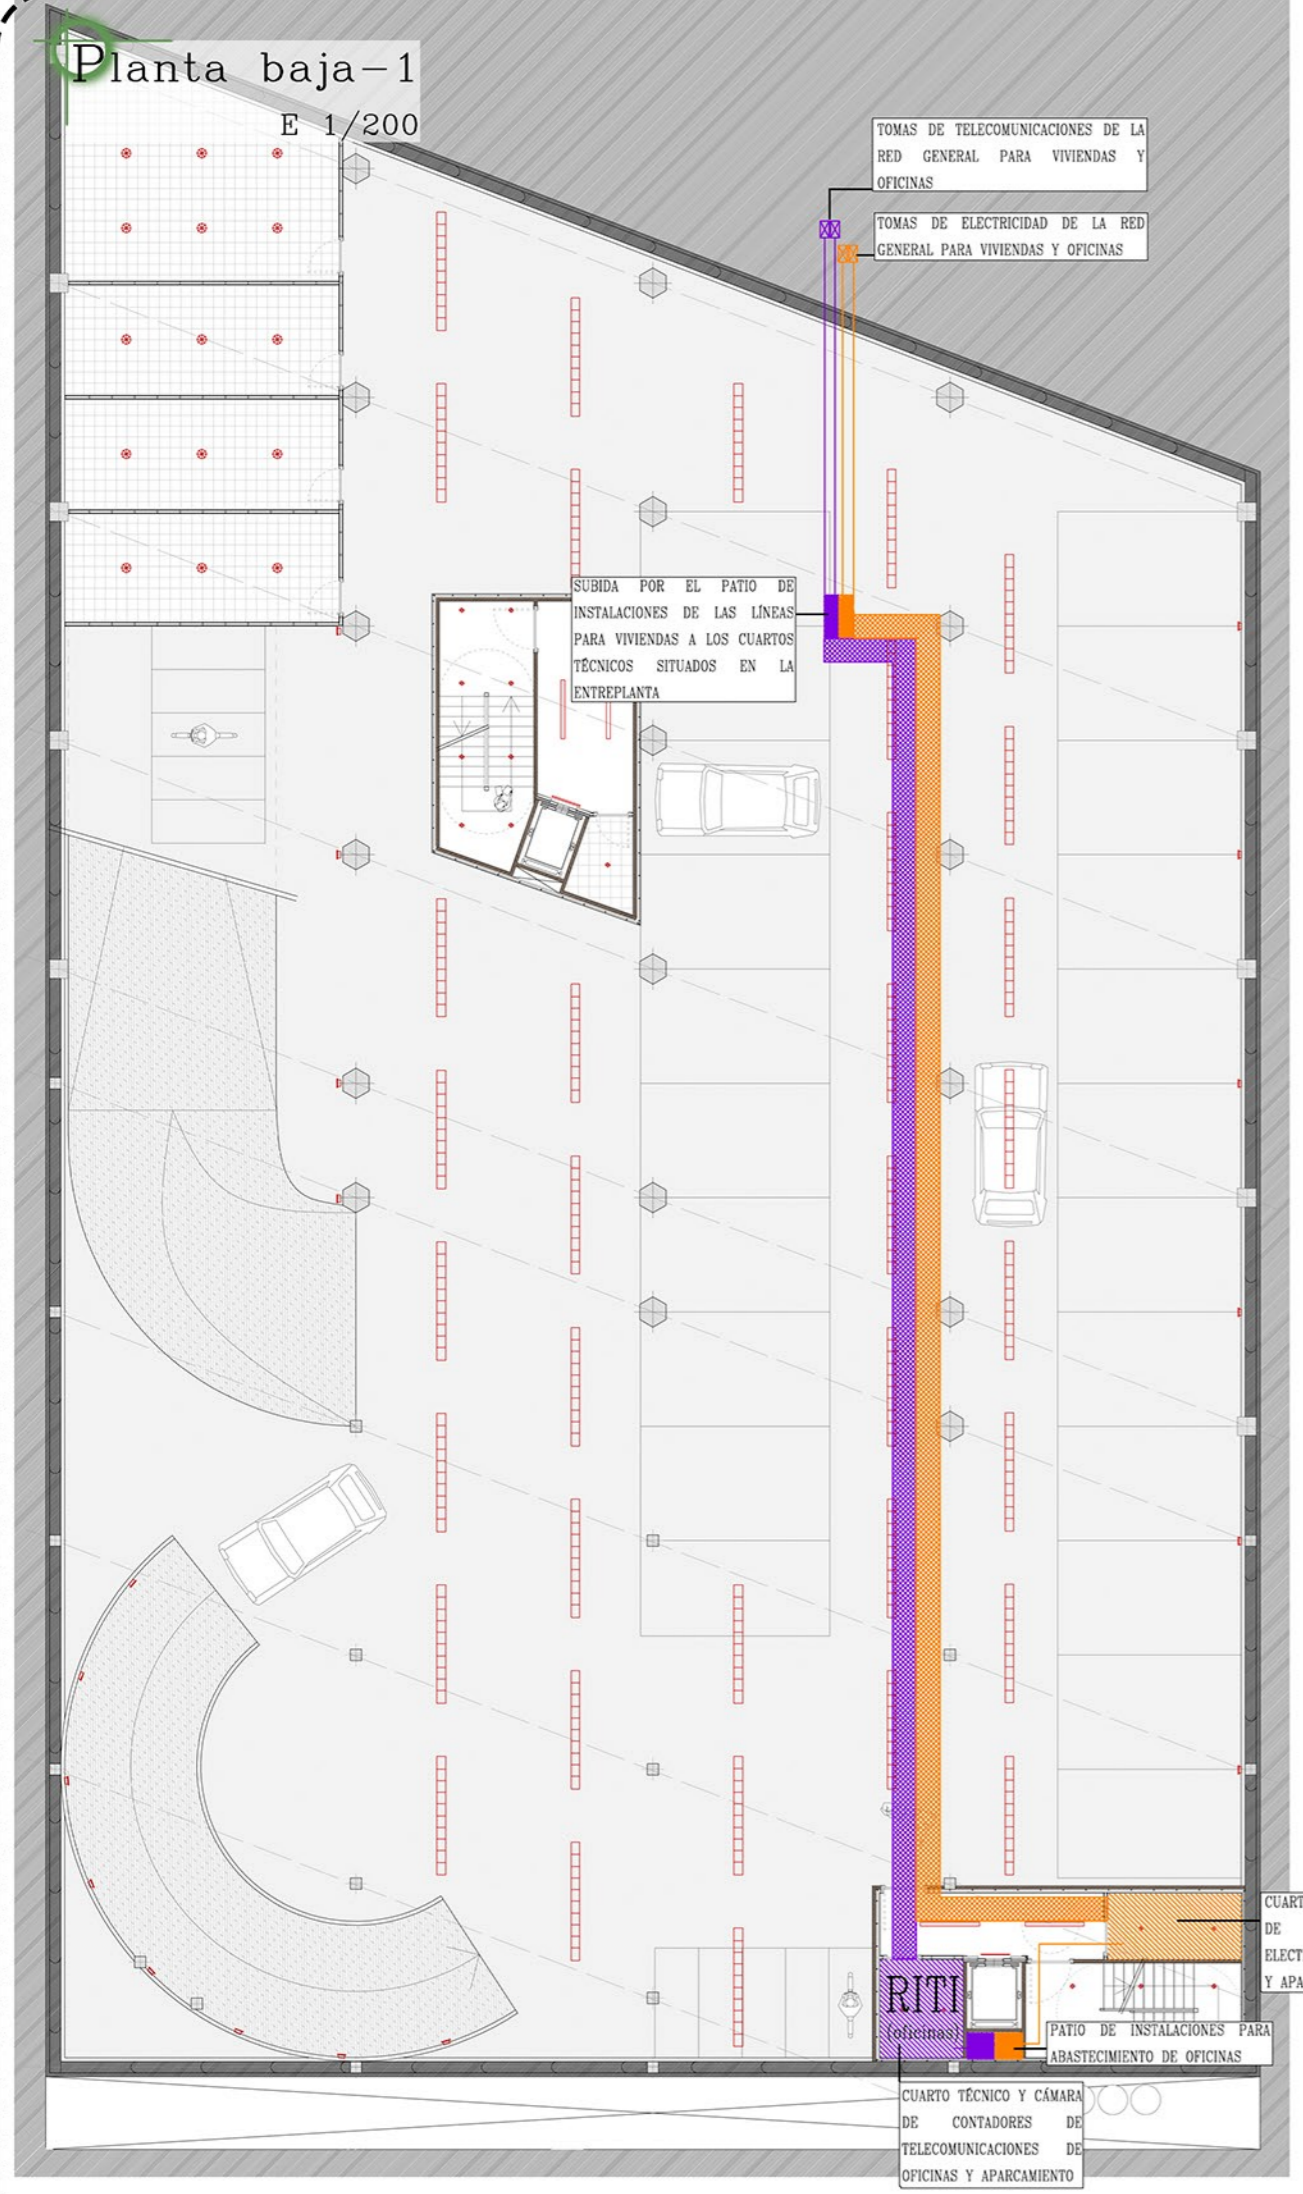 Planta baja-1
E 1/200
TOMAS DE TELECOMUNICACIONES DE LA
RED GENERAL PARA VIVIENDAS Y
OFICINAS
TOMAS DE ELECTRICIDAD DE LA RED
GENERAL PARA VIVIENDAS Y OFICINAS
SUBIDA POR EL PATIO DE
INSTALACIONES DE LAS LÍNEAS
PARA VIVIENDAS A LOS CUARTOS
TÉCNICOS SITUADOS EN LA
ENTREPLANTA
CUART
DE
ELECT
Y APA
RITI
(oficinas)
PATIO DE INSTALACIONES PARA
ABASTECIMIENTO DE OFICINAS
CUARTO TÉCNICO Y CÁMARA
DE CONTADORES DE
TELECOMUNICACIONES DE
OFICINAS Y APARCAMIENTO